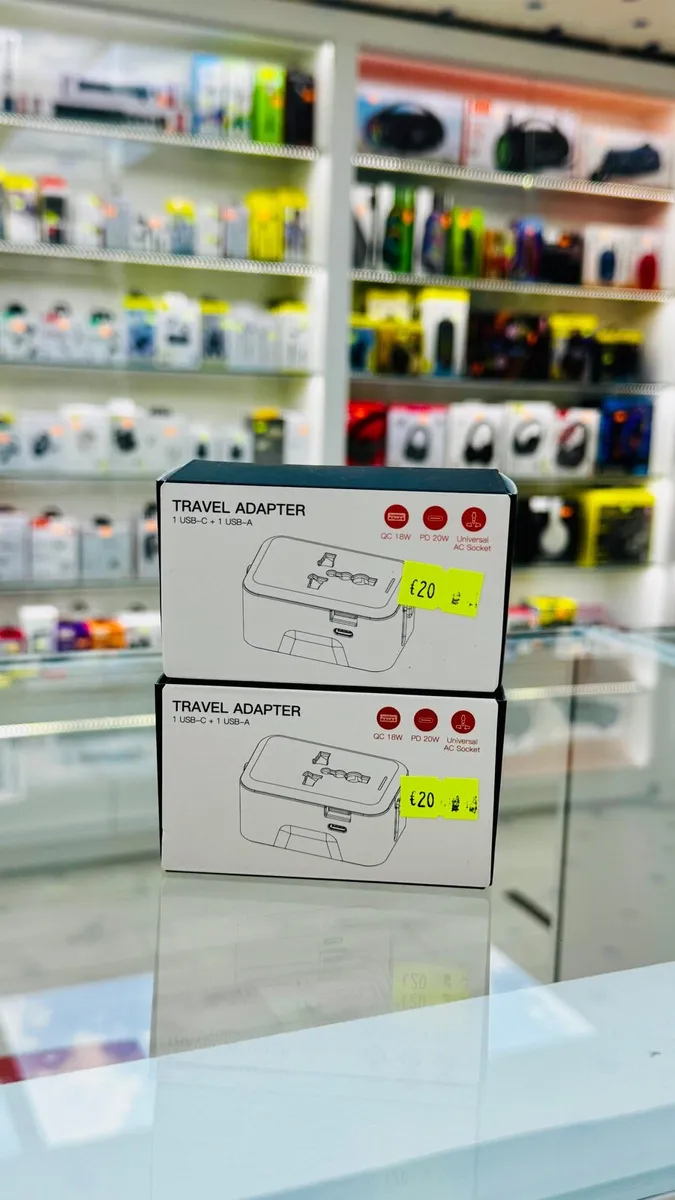 TRAVEL ADAPTER
1 USB-C + 1 USB-A
QC 18W
PD 20W
Universal
AC Socket
€20
TRAVEL ADAPTER
1 USB-C + 1 USB-A
QC 18W
PD 20W
Universal
AC Socket
€20